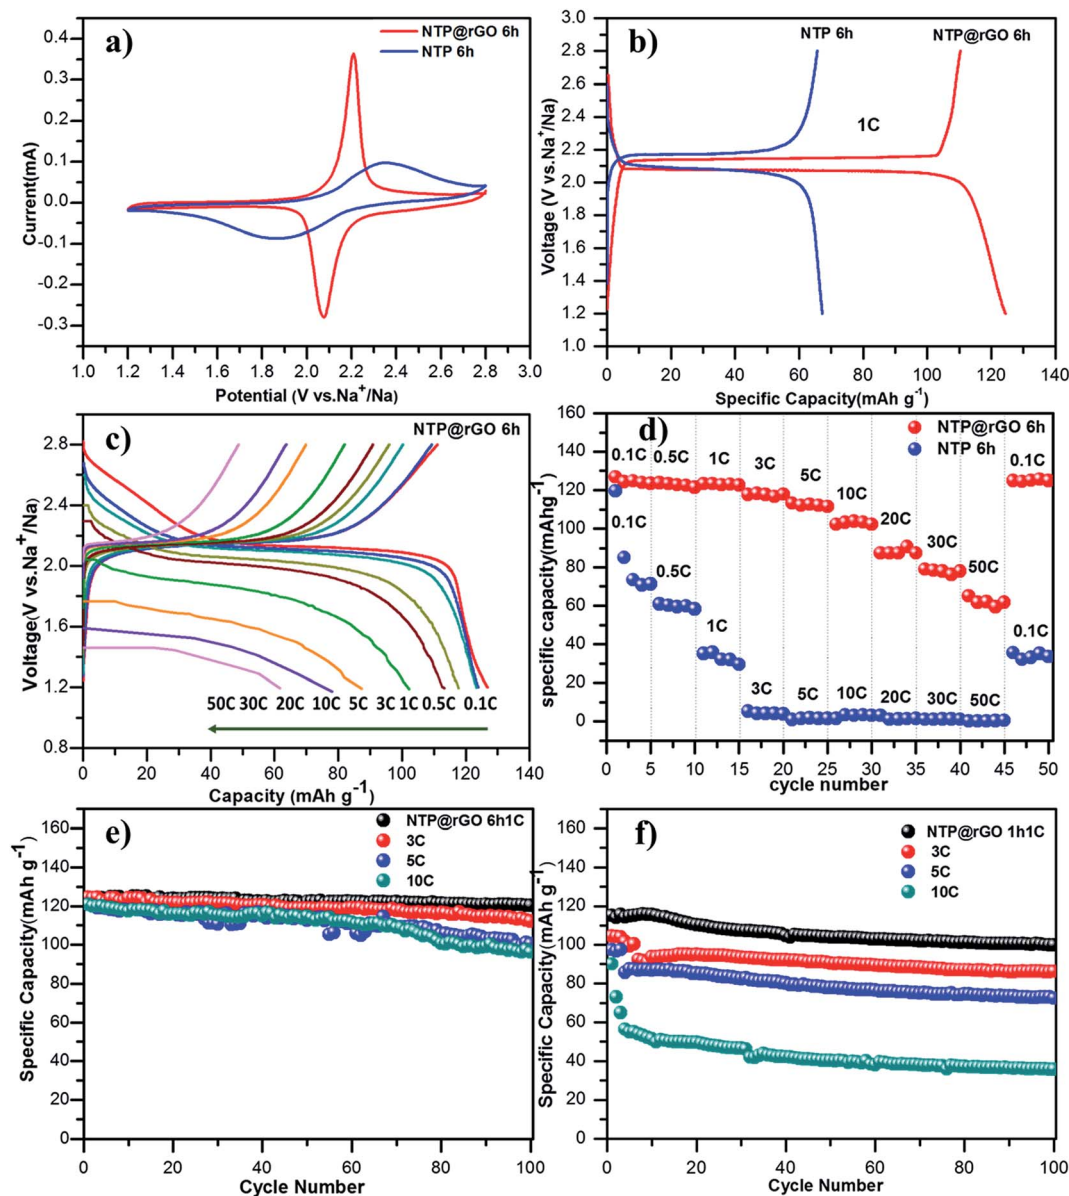 a)
NTP@rGO 6h
NTP 6h
0.4
0.3
0.2
0.1
0.0
-0.1
-0.2
-0.3
Current(mA)
1.2 1.4 1.6 1.8 2.0 2.2 2.4 2.6 2.8 3.0
Potential (V vs.Na⁺/Na)
b)
NTP 6h
NTP@rGO 6h
1C
3.0
2.8
2.6
2.4
2.2
2.0
1.8
1.6
1.4
1.2
1.0
Voltage (V vs.Na⁺/Na)
0 20 40 60 80 100 120 140
Specific Capacity(mAh g⁻¹)
c)
NTP@rGO 6h
2.8
2.4
2.0
1.6
1.2
0.8
Voltage(V vs.Na⁺/Na)
50C 30C 20C 10C 5C 3C 1C 0.5C 0.1C
0 20 40 60 80 100 120 140
Capacity (mAh g⁻¹)
d)
NTP@rGO 6h
NTP 6h
160
140
120
100
80
60
40
20
0
specific capacity(mAhg⁻¹)
0.1C 0.5C 1C 3C 5C 10C 20C 30C 50C 0.1C
0.1C 0.5C 1C 3C 5C 10C 20C 30C 50C 0.1C
0 5 10 15 20 25 30 35 40 45 50
cycle number
e)
NTP@rGO 6h1C
3C
5C
10C
160
140
120
100
80
60
40
20
0
Specific Capacity(mAh g⁻¹)
0 20 40 60 80 100
Cycle Number
f)
NTP@rGO 1h1C
3C
5C
10C
160
140
120
100
80
60
40
20
0
Specific Capacity(mAh g⁻¹)
0 20 40 60 80 100
Cycle Number